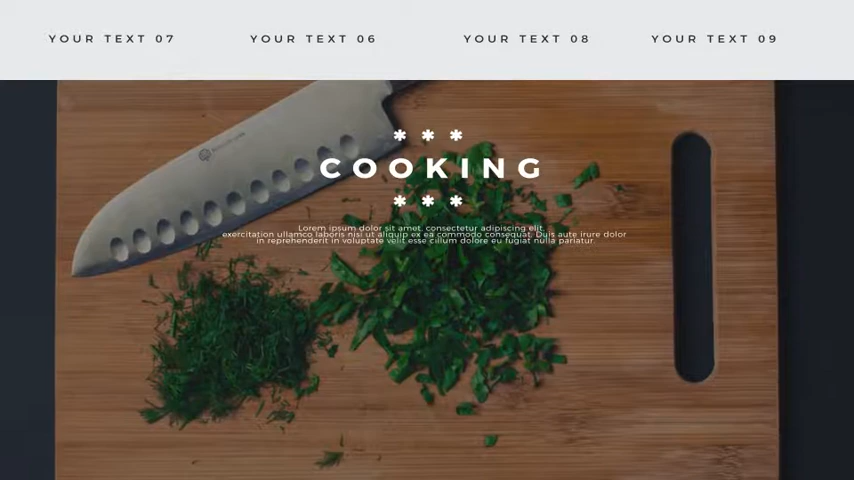 YOUR TEXT 07 YOUR TEXT 06 YOUR TEXT 08 YOUR TEXT 09
* * *
COOKING
* * *
Lorem ipsum dolor sit amet, consectetur adipiscing elit,
exercitation ullamco laboris nisi ut aliquip ex ea commodo consequat. Duis aute irure dolor
in reprehenderit in voluptate velit esse cillum dolore eu fugiat nulla pariatur.